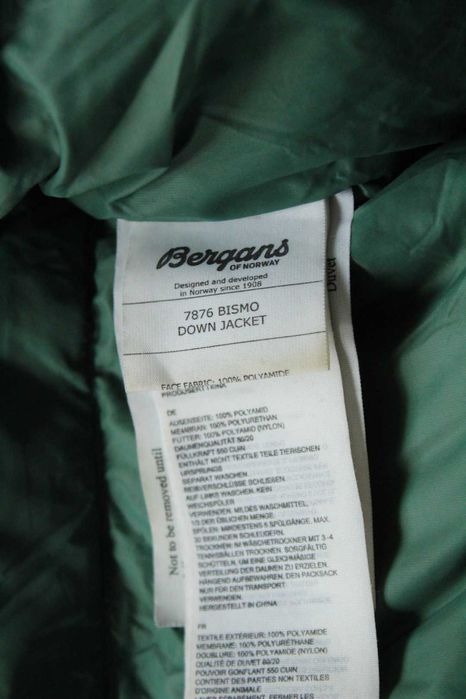 Bergans
OF NORWAY
Designed and developed
in Norway since 1908
7876 BISMO
DOWN JACKET
Duvet
FACE FABRIC: 100% POLYAMIDE
Not to be removed until
DE
AUßENSEITE: 100% POLYAMID
MEMBRAN: 100% POLYURETHAN
FUTTER: 100% POLYAMID (NYLON)
DAUNENQUALITÄT 80/20
FÜLLKRAFT 550 CUIN
ENTHÄLT NICHT TEXTILE TEILE TIERISCHEN
URSPRUNGS
SEPARAT WASCHEN.
REIßVERSCHLÜSSE SCHLIEßEN.
AUF LINKS WASCHEN. KEIN
WEICHSPÜLER
VERWENDEN. MILDES WASCHMITTEL,
1/3 DER ÜBLICHEN MENGE.
SPÜLEN: MINDESTENS 5 SPÜLGÄNGE, MAX.
30 SEKUNDEN SCHLEUDERN.
TROCKNEN: IM WÄSCHETROCKNER MIT 3-4
TENNISBÄLLEN TROCKNEN. SORGFÄLTIG
SCHÜTTELN, UM EINE GLEICHMÄßIGE
VERTEILUNG DER DAUNEN ZU ERZIELEN.
HÄNGEND AUFBEWAHREN, DEN PACKSACK
NUR FÜR DEN TRANSPORT
VERWENDEN.
HERGESTELLT IN CHINA
FR
TEXTILE EXTÉRIEUR: 100% POLYAMIDE
MEMBRANE: 100% POLYURÉTHANE
DOUBLURE: 100% POLYAMIDE (NYLON)
QUALITÉ DE DUVET 80/20
POUVOIR GONFLANT 550 CUIN
CONTIENT DES PARTIES NON TEXTILES
D'ORIGINE ANIMALE